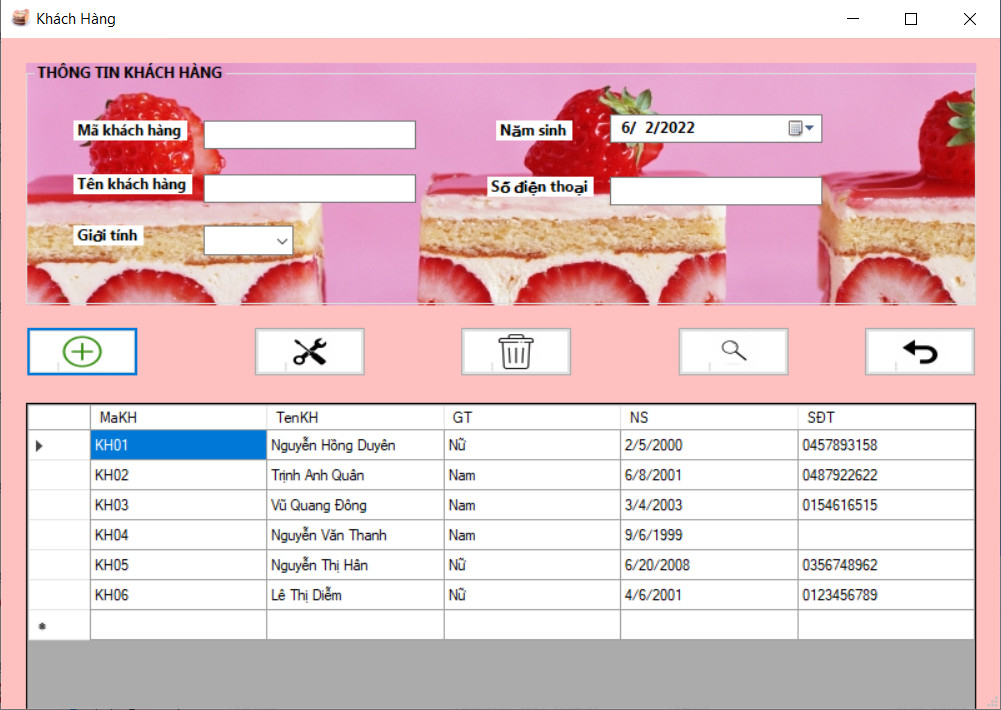 Khách Hàng
THÔNG TIN KHÁCH HÀNG
Mã khách hàng
Năm sinh 6/ 2/2022
Tên khách hàng
Số điện thoại
Giới tính
MaKH TenKH GT NS SĐT
KH01 Nguyễn Hồng Duyên Nữ 2/5/2000 0457893158
KH02 Trịnh Anh Quân Nam 6/8/2001 0487922622
KH03 Vũ Quang Đông Nam 3/4/2003 0154616515
KH04 Nguyễn Văn Thanh Nam 9/6/1999
KH05 Nguyễn Thị Hân Nữ 6/20/2008 0356748962
KH06 Lê Thị Diễm Nữ 4/6/2001 0123456789